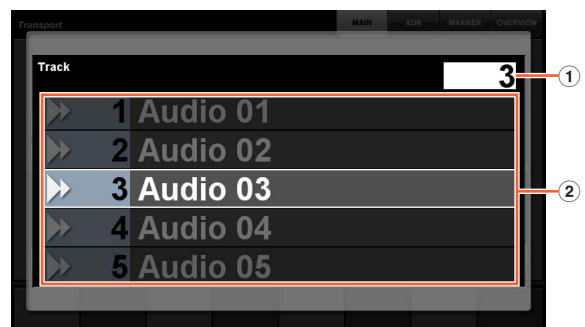 Transport MAIN ADR MARKER OVERVIEW
Track 3 1
1 Audio 01
2 Audio 02
3 Audio 03 2
4 Audio 04
5 Audio 05